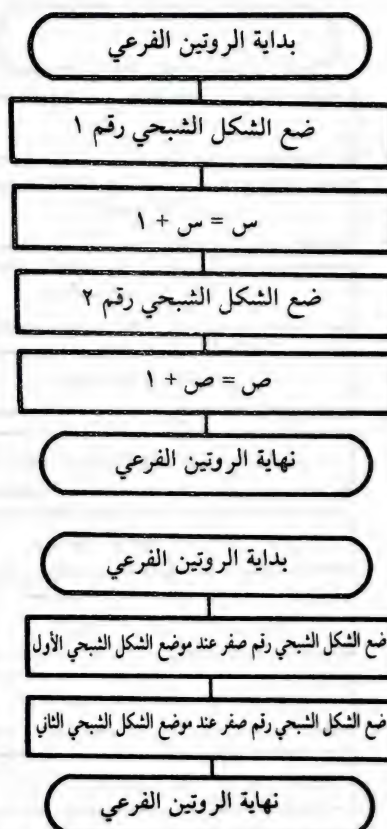 بداية الروتين الفرعي
ضع الشكل الشبحي رقم ١
س = س + ١
ضع الشكل الشبحي رقم ٢
ص = ص + ١
نهاية الروتين الفرعي
بداية الروتين الفرعي
ضع الشكل الشبحي رقم صفر عند موضع الشكل الشبحي الأول
ضع الشكل الشبحي رقم صفر عند موضع الشكل الشبحي الثاني
نهاية الروتين الفرعي